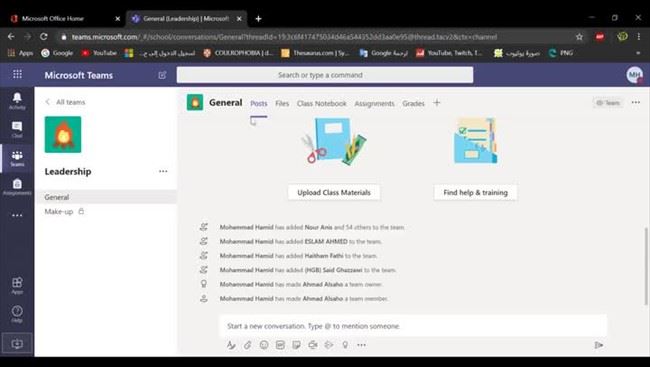 Microsoft Office Home
General (Leadership) | Microsoft
teams.microsoft.com/_#/school/conversations/General?threadId=19:3c6f4174750J4d46a544352dd3aa0e95@thread.tacv2&ctx=channel
Apps
Google
YouTube
تسجيل الدخول إلى ح...
COULROPHOBIA | d...
Thesaurus.com | Sy...
ترجمة Google
YouTube, Twitch, T...
صورة بوليوب
PNG
Microsoft Teams
Search or type a command
MH
Activity
Chat
Teams
Assignments
Apps
Help
All teams
Leadership
General
Make-up
General
Posts
Files
Class Notebook
Assignments
Grades
Team
Upload Class Materials
Find help & training
Mohammad Hamid has added Nour Anis and 54 others to the team.
Mohammad Hamid has added ESLAM AHMED to the team.
Mohammad Hamid has added Haitham Fathi to the team.
Mohammad Hamid has added (HGB) Said Ghazzawi to the team.
Mohammad Hamid has made Ahmad Alsaho a team owner.
Mohammad Hamid has made Ahmad Alsaho a team member.
Start a new conversation. Type @ to mention someone.